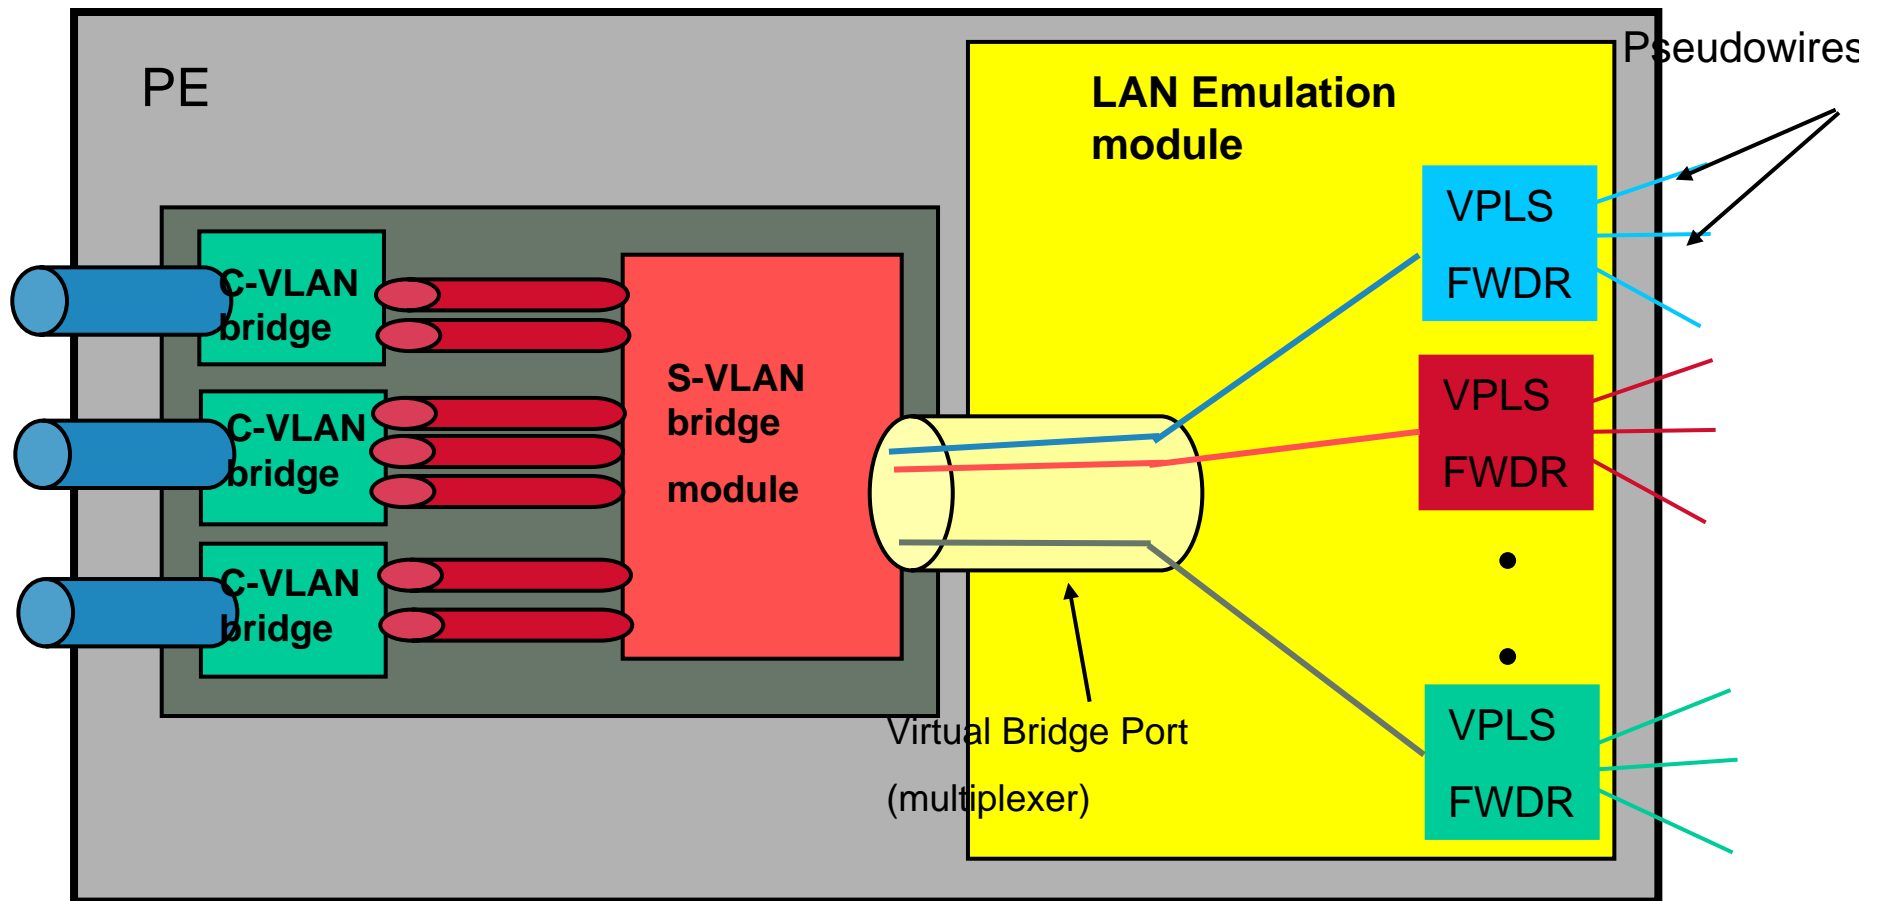 PE
Pseudowires
LAN Emulation
module
VPLS
FWDR
C-VLAN
bridge
S-VLAN
bridge
module
C-VLAN
bridge
VPLS
FWDR
C-VLAN
bridge
Virtual Bridge Port
(multiplexer)
VPLS
FWDR